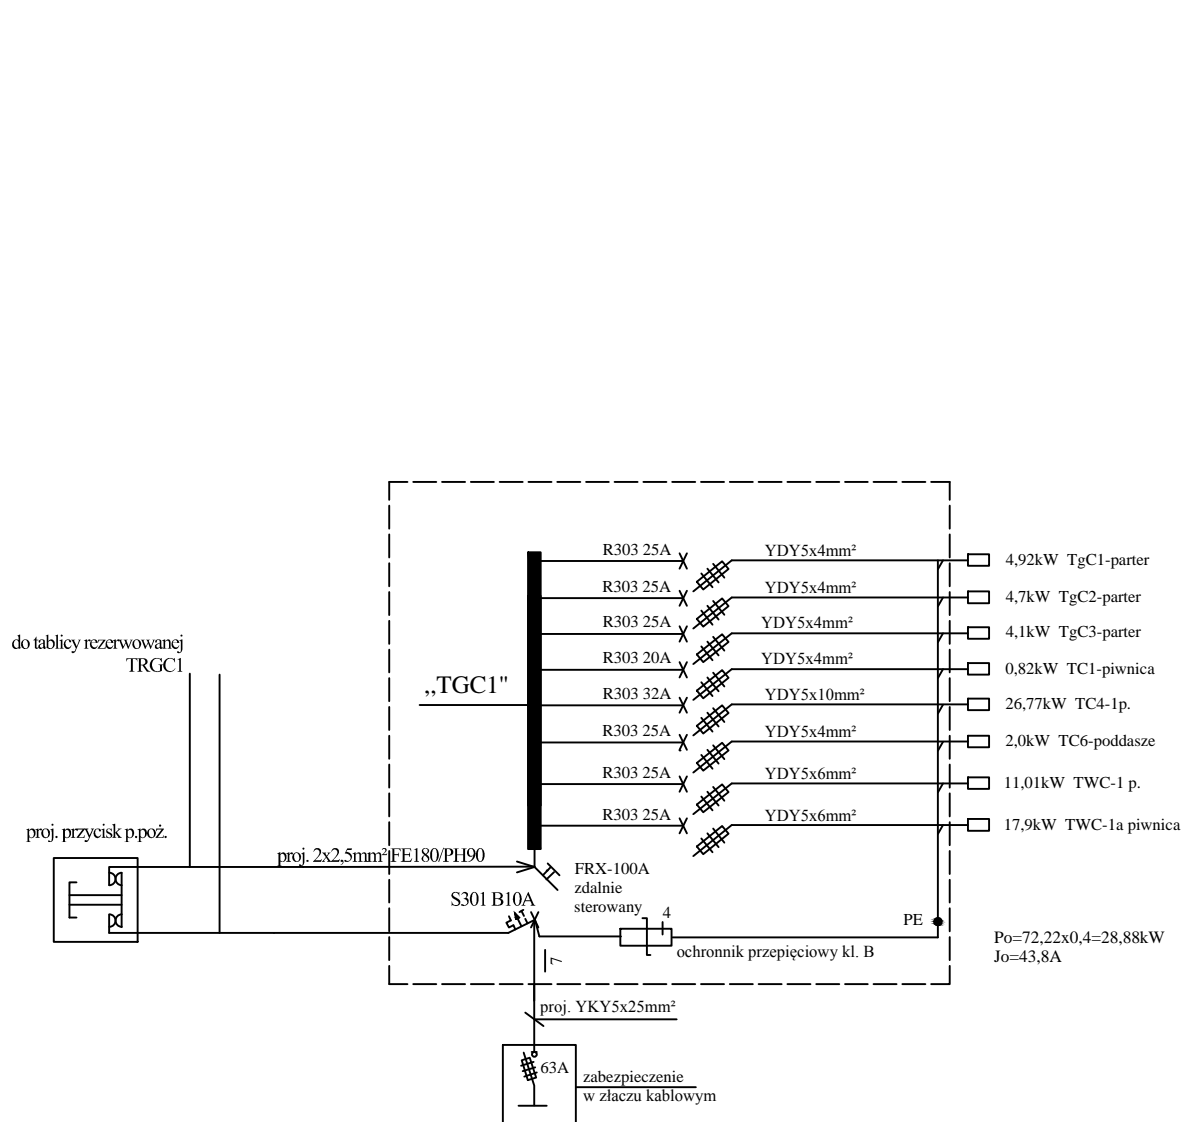 R303 25A
YDY5x4mm²
4,92kW TgC1-parter
R303 25A
YDY5x4mm²
4,7kW TgC2-parter
R303 25A
YDY5x4mm²
4,1kW TgC3-parter
do tablicy rezerwowanej
TRGC1
R303 20A
YDY5x4mm²
0,82kW TC1-piwnica
,,TGC1"
R303 32A
YDY5x10mm²
26,77kW TC4-1p.
R303 25A
YDY5x4mm²
2,0kW TC6-poddasze
R303 25A
YDY5x6mm²
11,01kW TWC-1 p.
R303 25A
YDY5x6mm²
17,9kW TWC-1a piwnica
proj. przycisk p.poż.
proj. 2x2,5mm² FE180/PH90
FRX-100A
zdalnie
sterowany
S301 B10A
4
PE
ochronnik przepięciowy kl. B
Po=72,22x0,4=28,88kW
Jo=43,8A
7
proj. YKY5x25mm²
63A
zabezpieczenie
w złaczu kablowym